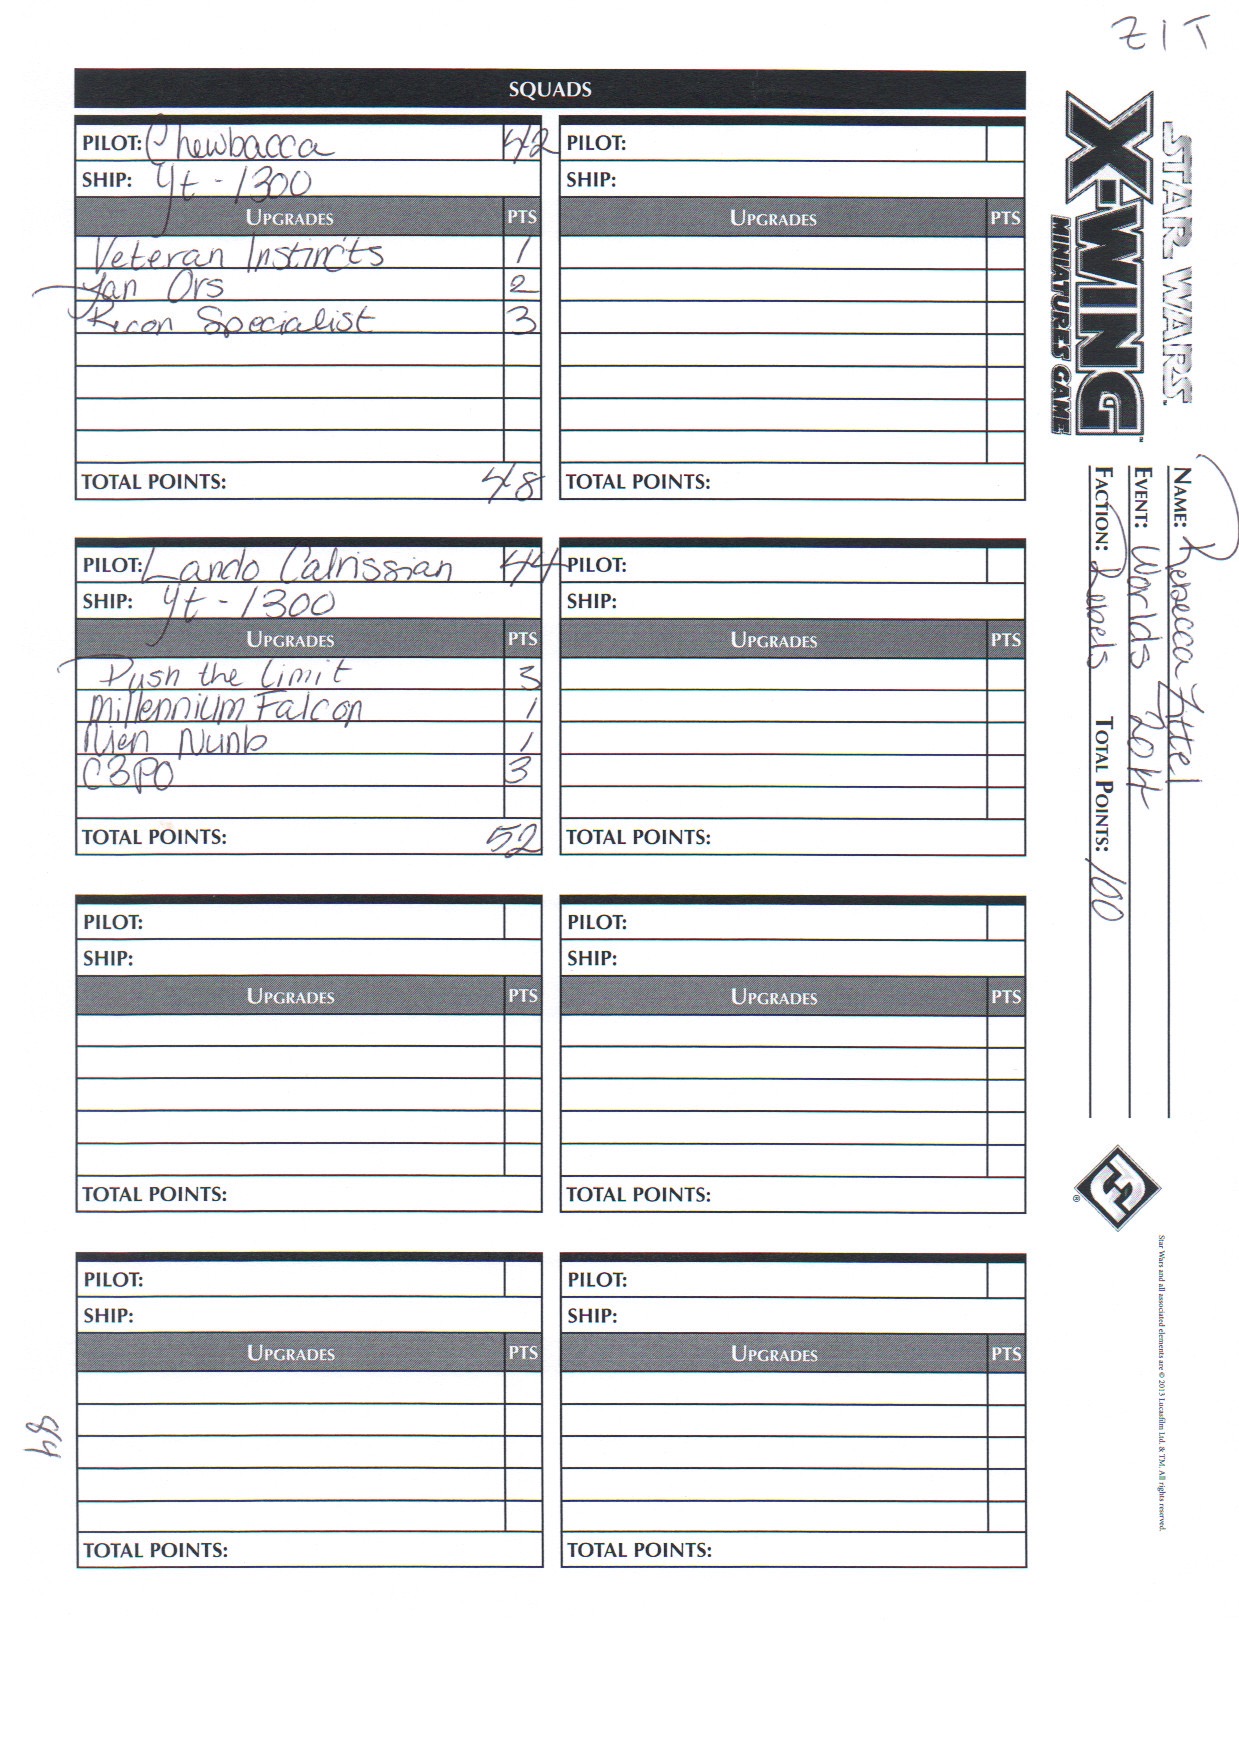 ZIT
SQUADS
PILOT: Chewbacca 42
SHIP: Yt-1300
UPGRADES PTS
Veteran Instincts 1
Jan Ors 2
Recon Specialist 3
TOTAL POINTS: 48
PILOT:
SHIP:
UPGRADES PTS
TOTAL POINTS:
PILOT: Lando Calrissian 44
SHIP: Yt-1300
UPGRADES PTS
Push the Limit 3
Millennium Falcon 1
Nien Nunb 1
C3PO 3
TOTAL POINTS: 52
PILOT:
SHIP:
UPGRADES PTS
TOTAL POINTS:
PILOT:
SHIP:
UPGRADES PTS
TOTAL POINTS:
PILOT:
SHIP:
UPGRADES PTS
TOTAL POINTS:
PILOT:
SHIP:
UPGRADES PTS
TOTAL POINTS:
PILOT:
SHIP:
UPGRADES PTS
TOTAL POINTS:
STAR WARS™
X-WING™
MINIATURES GAME
NAME: Rebecca Zittel
EVENT: Worlds 2014
FACTION: Rebels TOTAL POINTS: 100
®
Star Wars and all associated elements are © 2013 Lucasfilm Ltd. & TM. All rights reserved.